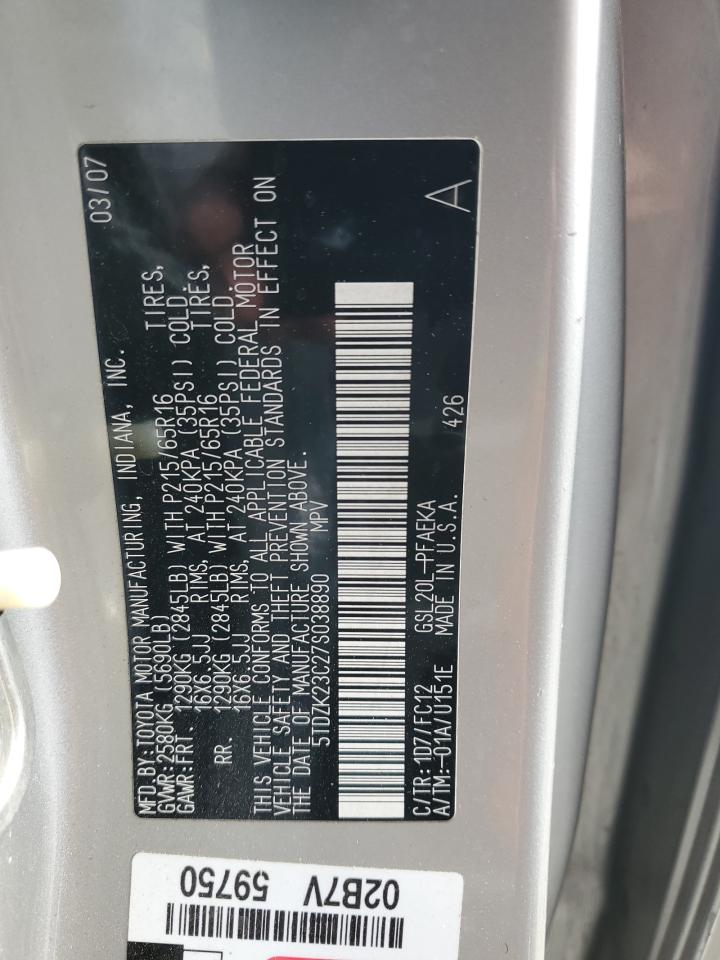 03/07
MFD.BY:TOYOTA MOTOR MANUFACTURING, INDIANA, INC.
GVWR:2580KG (5690LB)
GAWR:FRT. 1290KG (2845LB) WITH P215/65R16 TIRES,
16X6.5JJ RIMS, AT 240KPA (35PSI) COLD.
RR. 1290KG (2845LB) WITH P215/65R16 TIRES,
16X6.5JJ RIMS, AT 240KPA (35PSI) COLD.
THIS VEHICLE CONFORMS TO ALL APPLICABLE FEDERAL MOTOR
VEHICLE SAFETY AND THEFT PREVENTION STANDARDS IN EFFECT ON
THE DATE OF MANUFACTURE SHOWN ABOVE.
5TDZK23C27S038890 MPV
C/TR: 1D7/FC12 GSL20L-PFAEKA 426 A
A/TM:-01A/U151E MADE IN U.S.A.
02B7V 59750